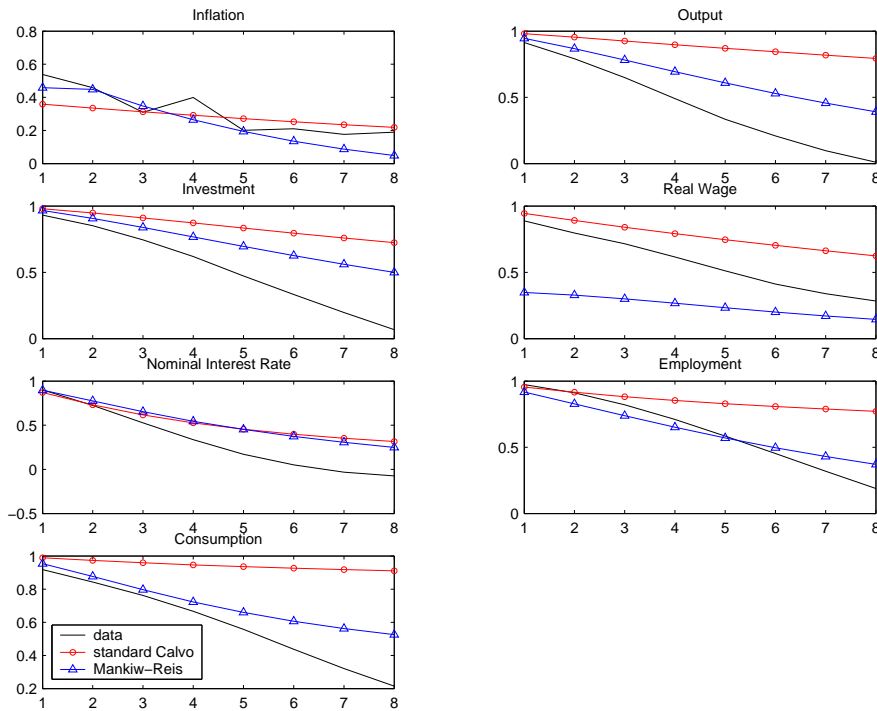 Inflation
0.8
0.6
0.4
0.2
0
1 2 3 4 5 6 7 8
Output
1
0.5
0
1 2 3 4 5 6 7 8
Investment
1
0.5
0
1 2 3 4 5 6 7 8
Real Wage
1
0.5
0
1 2 3 4 5 6 7 8
Nominal Interest Rate
1
0.5
0
−0.5
1 2 3 4 5 6 7 8
Employment
1
0.5
0
1 2 3 4 5 6 7 8
Consumption
1
0.8
0.6
0.4
0.2
1 2 3 4 5 6 7 8
data
standard Calvo
Mankiw−Reis